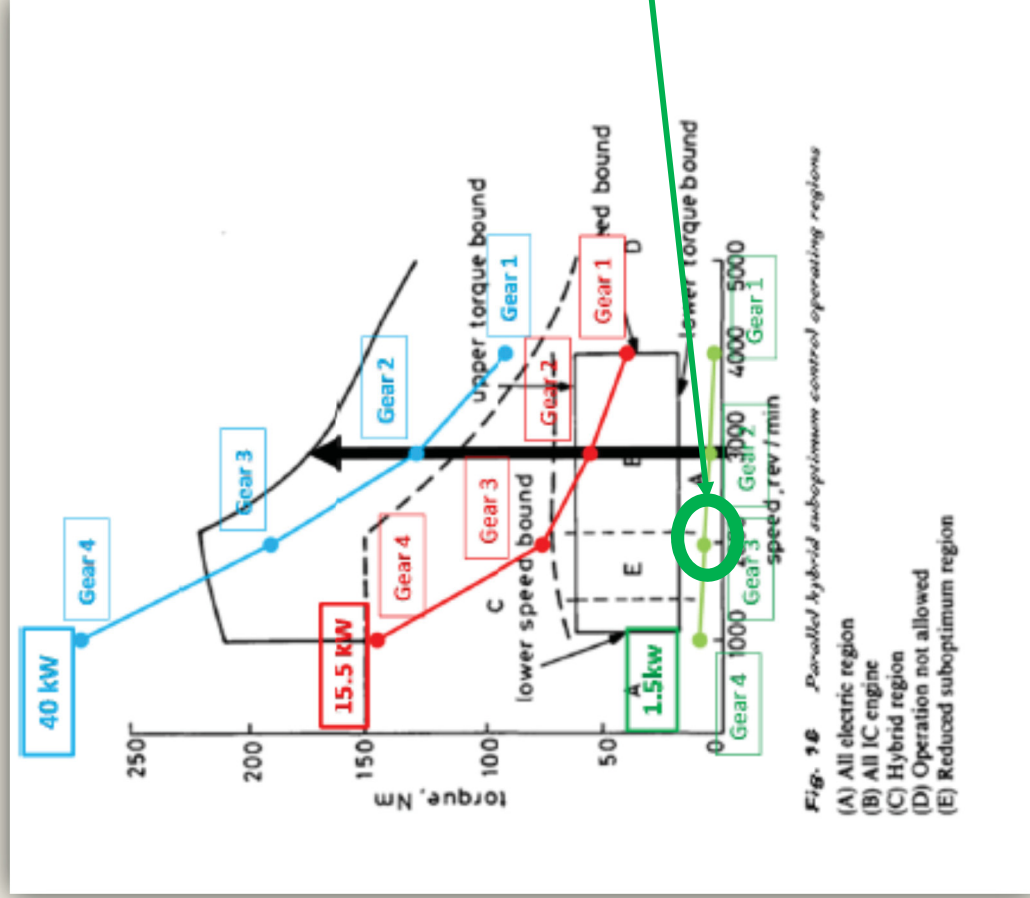 250
200
150
100
50
0
torque, Nm
1000
3000
4000
5000
speed, rev / min
40 kW
Gear 4
Gear 3
Gear 2
Gear 1
15.5 kW
Gear 4
Gear 3
Gear 2
Gear 1
1.5kw
Gear 4
Gear 3
Gear 2
Gear 1
upper torque bound
bound
lower torque bound
lower speed bound
A
A
B
C
D
E
Fig. 18 Parallel hybrid suboptimum control operating regions
(A) All electric region
(B) All IC engine
(C) Hybrid region
(D) Operation not allowed
(E) Reduced suboptimum region